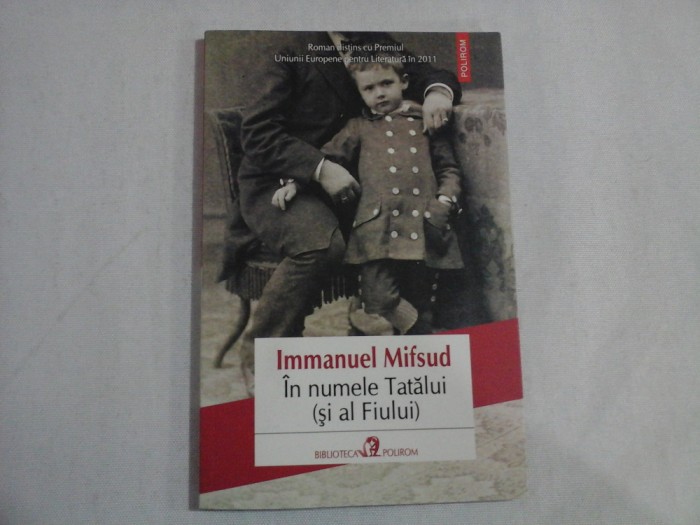 Roman distins cu Premiul
Uniunii Europene pentru Literatură în 2011
POLIROM
Immanuel Mifsud
În numele Tatălui
(și al Fiului)
BIBLIOTECA POLIROM